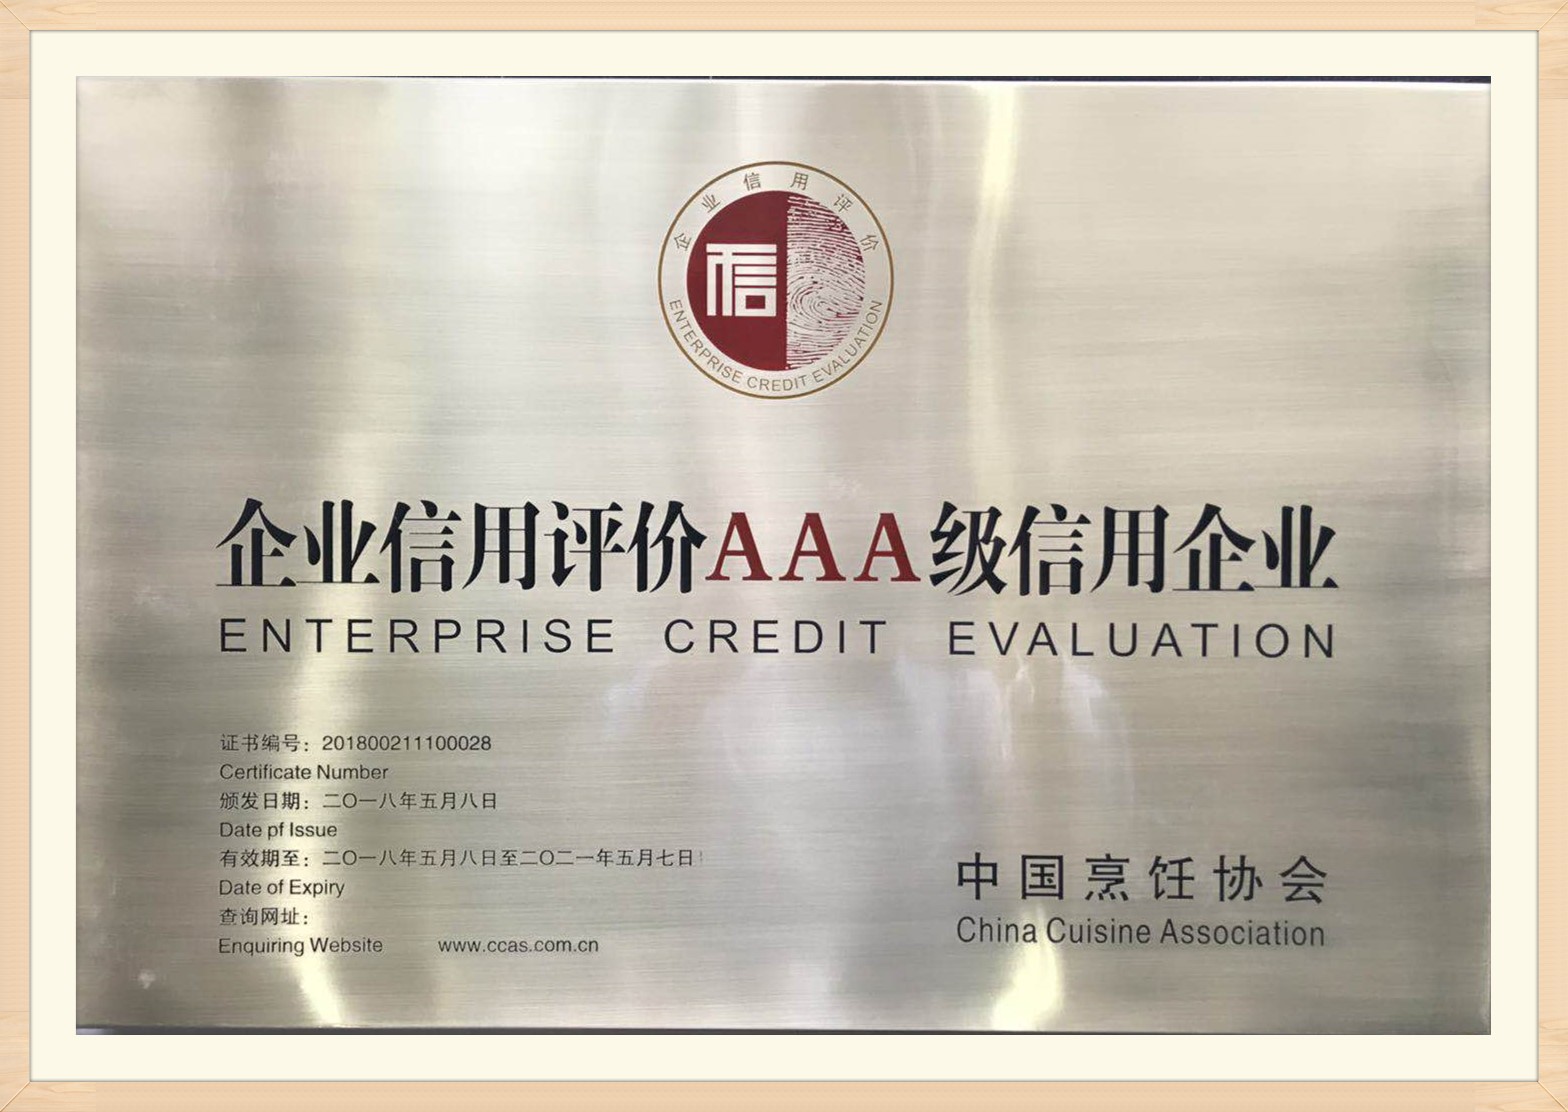 企业信用评价
信
ENTERPRISE CREDIT EVALUATION
企业信用评价AAA级信用企业
ENTERPRISE CREDIT EVALUATION
证书编号：201800211100028
Certificate Number
颁发日期：二〇一八年五月八日
Date pf Issue
有效期至：二〇一八年五月八日至二〇二一年五月七日
Date of Expiry
查询网址：
Enquiring Website www.ccas.com.cn
中国烹饪协会
China Cuisine Association